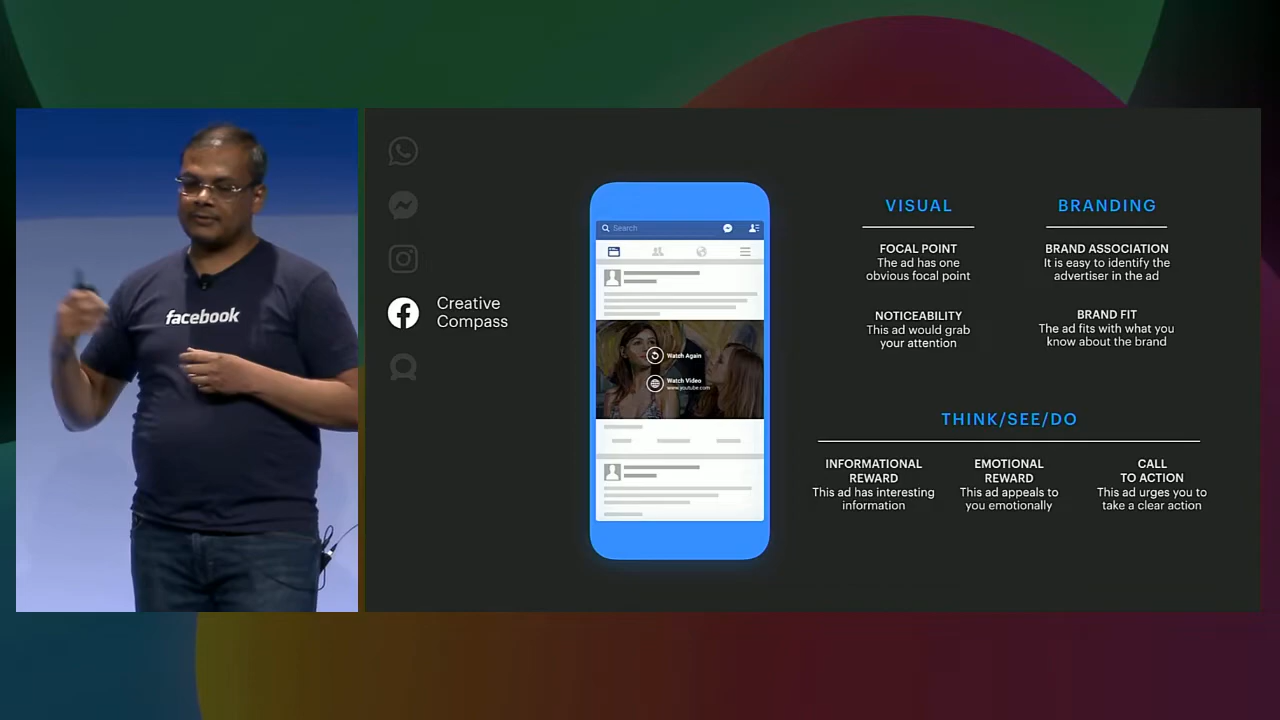 facebook
Creative
Compass
Search
Watch Again
Watch Video
www.youtube.com
VISUAL
FOCAL POINT
The ad has one
obvious focal point
NOTICEABILITY
This ad would grab
your attention
BRANDING
BRAND ASSOCIATION
It is easy to identify the
advertiser in the ad
BRAND FIT
The ad fits with what you
know about the brand
THINK/SEE/DO
INFORMATIONAL
REWARD
This ad has interesting
information
EMOTIONAL
REWARD
This ad appeals to
you emotionally
CALL
TO ACTION
This ad urges you to
take a clear action